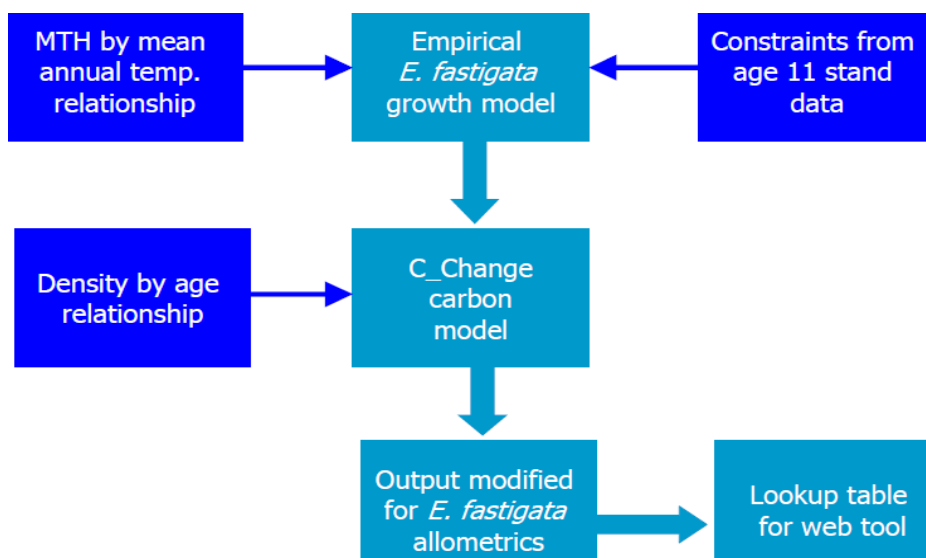 MTH by mean
annual temp.
relationship
Empirical
E. fastigata
growth model
Constraints from
age 11 stand
data
Density by age
relationship
C_Change
carbon
model
Output modified
for E. fastigata
allometrics
Lookup table
for web tool